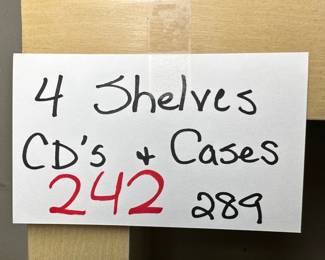 4 Shelves
CD's + Cases
242 289